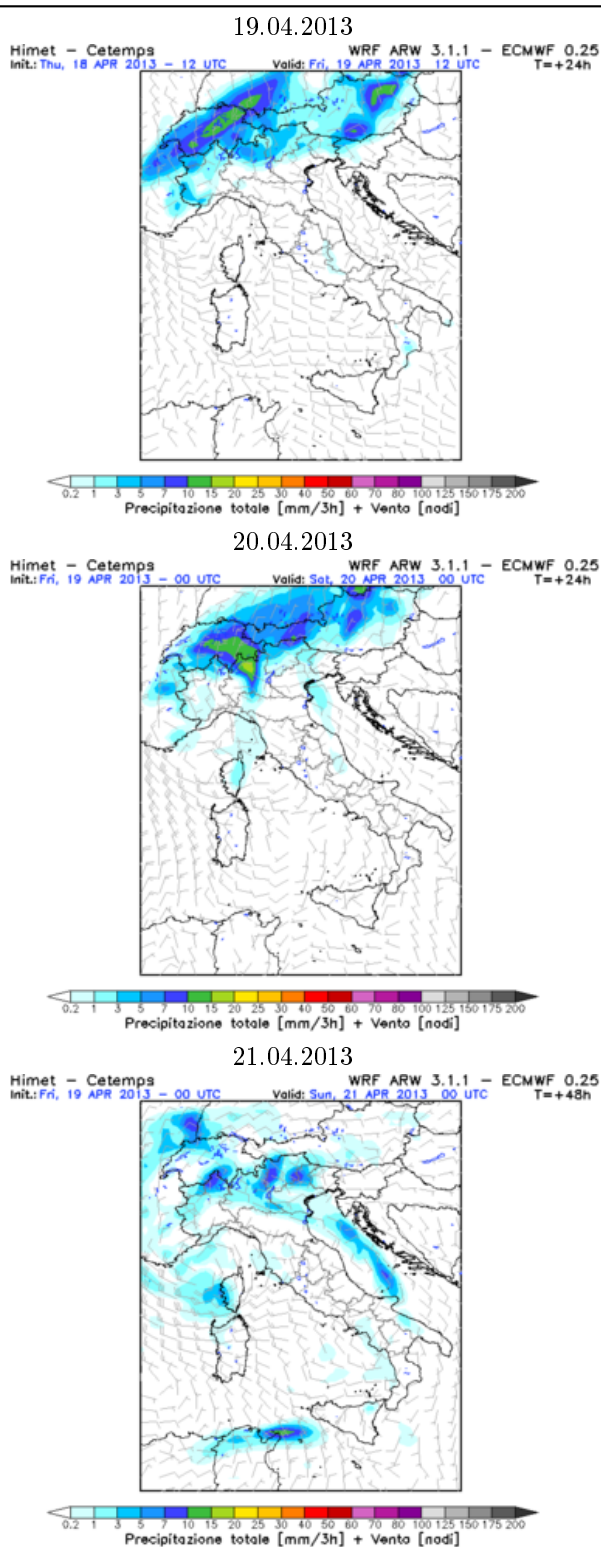 19.04.2013
Himet - Cetemps WRF ARW 3.1.1 - ECMWF 0.25
Init.: Thu, 18 APR 2013 - 12 UTC Valid: Fri, 19 APR 2013 12 UTC T=+24h
0.2 1 3 5 7 10 15 20 25 30 40 50 60 70 80 100 125 150 175 200
Precipitazione totale [mm/3h] + Vento [nodi]
20.04.2013
Himet - Cetemps WRF ARW 3.1.1 - ECMWF 0.25
Init.: Fri, 19 APR 2013 - 00 UTC Valid: Sat, 20 APR 2013 00 UTC T=+24h
0.2 1 3 5 7 10 15 20 25 30 40 50 60 70 80 100 125 150 175 200
Precipitazione totale [mm/3h] + Vento [nodi]
21.04.2013
Himet - Cetemps WRF ARW 3.1.1 - ECMWF 0.25
Init.: Fri, 19 APR 2013 - 00 UTC Valid: Sun, 21 APR 2013 00 UTC T=+48h
0.2 1 3 5 7 10 15 20 25 30 40 50 60 70 80 100 125 150 175 200
Precipitazione totale [mm/3h] + Vento [nodi]